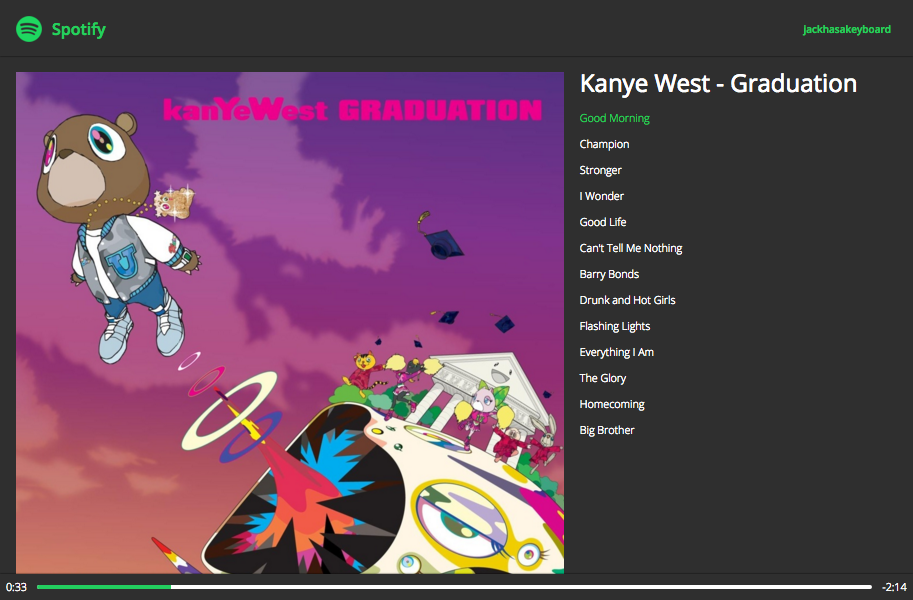 Spotify
Jackhasakeyboard
kanYeWest GRADUATION
U
Kanye West - Graduation
Good Morning
Champion
Stronger
I Wonder
Good Life
Can't Tell Me Nothing
Barry Bonds
Drunk and Hot Girls
Flashing Lights
Everything I Am
The Glory
Homecoming
Big Brother
0:33
-2:14